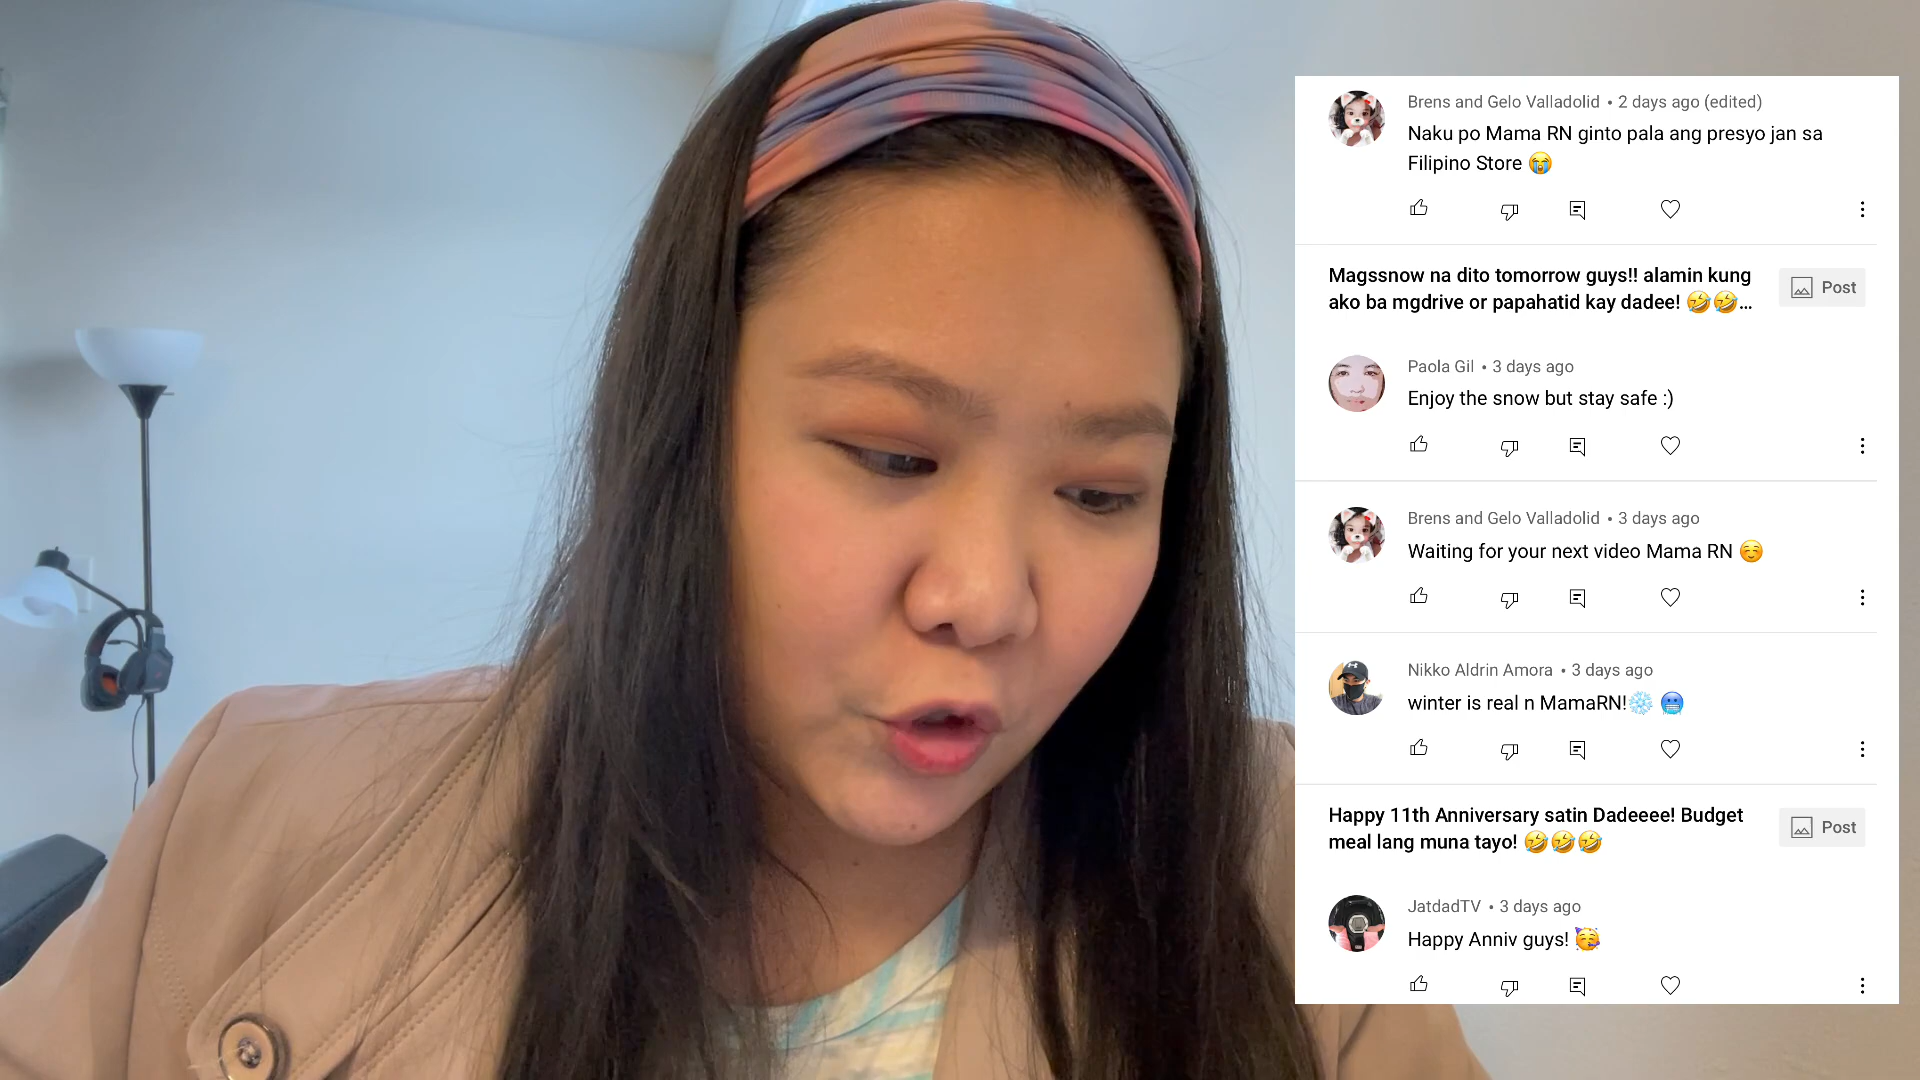 Brens and Gelo Valladolid • 2 days ago (edited)
Naku po Mama RN ginto pala ang presyo jan sa
Filipino Store 😭
Magssnow na dito tomorrow guys!! alamin kung
ako ba mgdrive or papahatid kay dadee! 🤣🤣...
Post
Paola Gil • 3 days ago
Enjoy the snow but stay safe :)
Brens and Gelo Valladolid • 3 days ago
Waiting for your next video Mama RN ☺️
Nikko Aldrin Amora • 3 days ago
winter is real n MamaRN!❄️ 🥶
Happy 11th Anniversary satin Dadeeee! Budget
meal lang muna tayo! 🤣🤣🤣
Post
JatdadTV • 3 days ago
Happy Anniv guys! 🥳